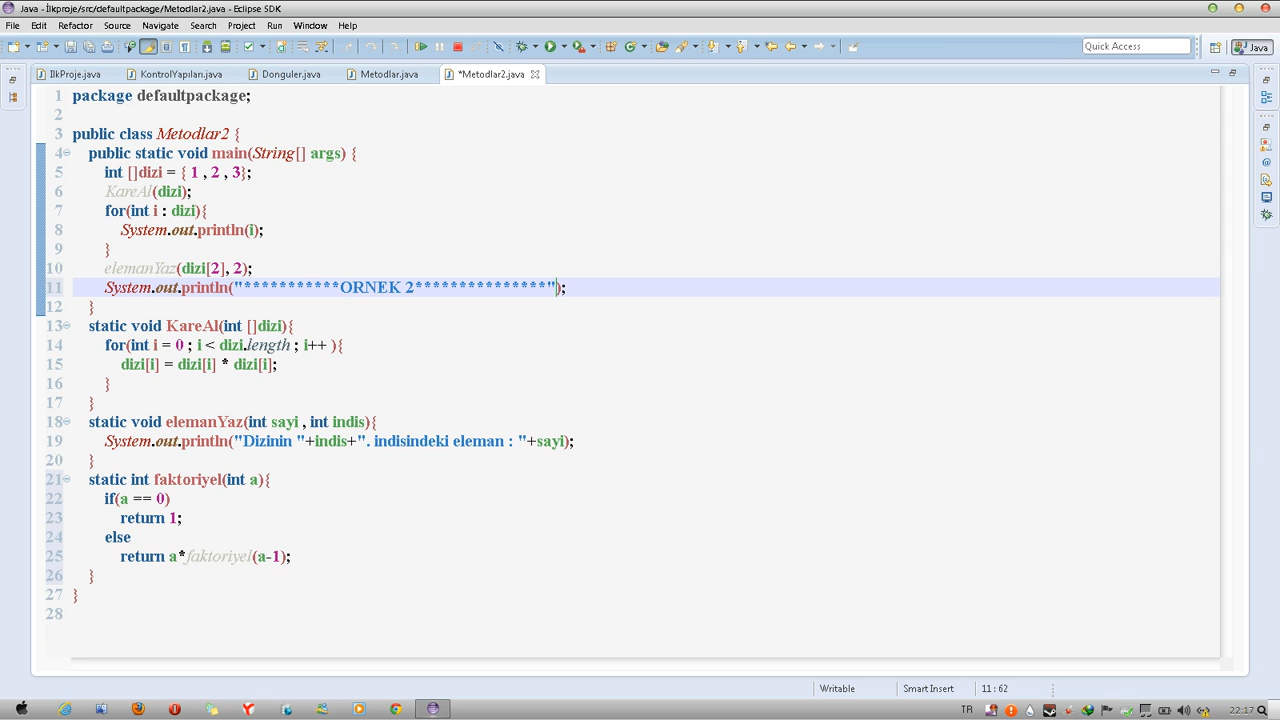 Java - İlkproje/src/defaultpackage/Metodlar2.java - Eclipse SDK
File Edit Refactor Source Navigate Search Project Run Window Help
Quick Access
Java
IlkProje.java KontrolYapıları.java Donguler.java Metodlar.java *Metodlar2.java
1 package defaultpackage;
2
3 public class Metodlar2 {
4 public static void main(String[] args) {
5 int []dizi = { 1 , 2 , 3};
6 KareAl(dizi);
7 for(int i : dizi){
8 System.out.println(i);
9 }
10 elemanYaz(dizi[2], 2);
11 System.out.println("***********ORNEK 2***************");
12 }
13 static void KareAl(int []dizi){
14 for(int i = 0 ; i < dizi.length ; i++ ){
15 dizi[i] = dizi[i] * dizi[i];
16 }
17 }
18 static void elemanYaz(int sayi , int indis){
19 System.out.println("Dizinin "+indis+". indisindeki eleman : "+sayi);
20 }
21 static int faktoriyel(int a){
22 if(a == 0)
23 return 1;
24 else
25 return a*faktoriyel(a-1);
26 }
27 }
28
Writable Smart Insert 11 : 62
TR 22:17